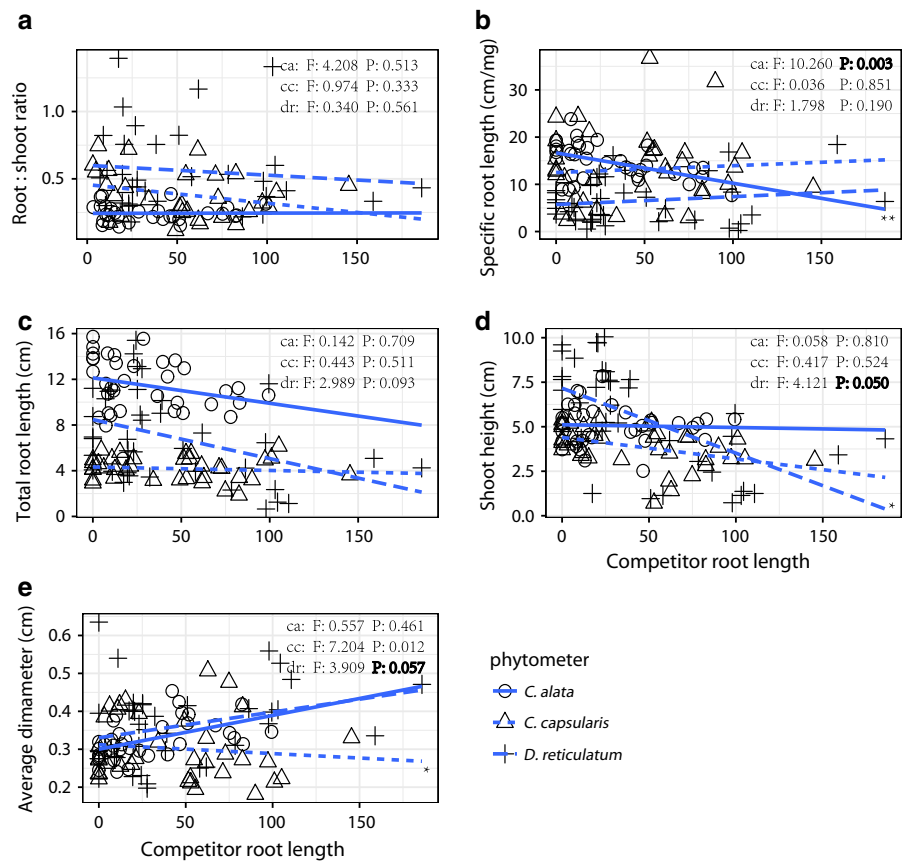 a
Root : shoot ratio
1.0
0.5
ca: F: 4.208 P: 0.513
cc: F: 0.974 P: 0.333
dr: F: 0.340 P: 0.561
0 50 100 150
b
Specific root length (cm/mg)
30
20
10
0
ca: F: 10.260 P: 0.003
cc: F: 0.036 P: 0.851
dr: F: 1.798 P: 0.190
**
0 50 100 150
c
Total root length (cm)
16
12
8
4
0
ca: F: 0.142 P: 0.709
cc: F: 0.443 P: 0.511
dr: F: 2.989 P: 0.093
0 50 100 150
d
Shoot height (cm)
10.0
7.5
5.0
2.5
0.0
ca: F: 0.058 P: 0.810
cc: F: 0.417 P: 0.524
dr: F: 4.121 P: 0.050
*
0 50 100 150
Competitor root length
e
Average dimameter (cm)
0.6
0.5
0.4
0.3
0.2
ca: F: 0.557 P: 0.461
cc: F: 7.204 P: 0.012
dr: F: 3.909 P: 0.057
*
0 50 100 150
Competitor root length
phytometer
C. alata
C. capsularis
D. reticulatum